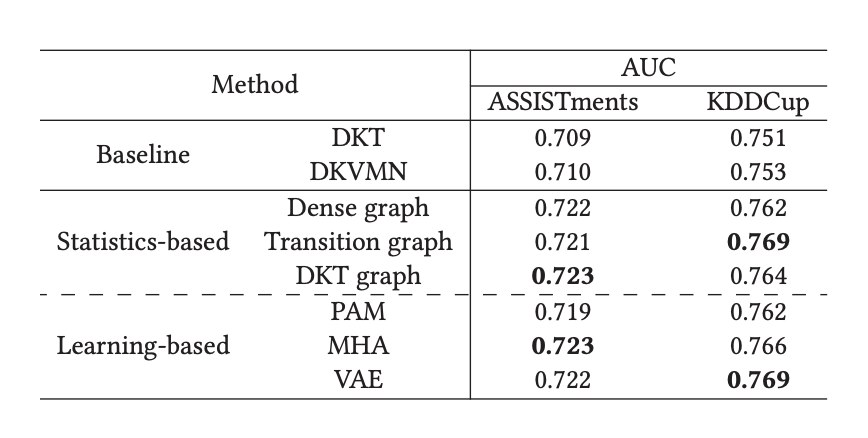 Method AUC
ASSISTments KDDCup
Baseline DKT 0.709 0.751
DKVMN 0.710 0.753
Dense graph 0.722 0.762
Statistics-based Transition graph 0.721 0.769
DKT graph 0.723 0.764
PAM 0.719 0.762
Learning-based MHA 0.723 0.766
VAE 0.722 0.769